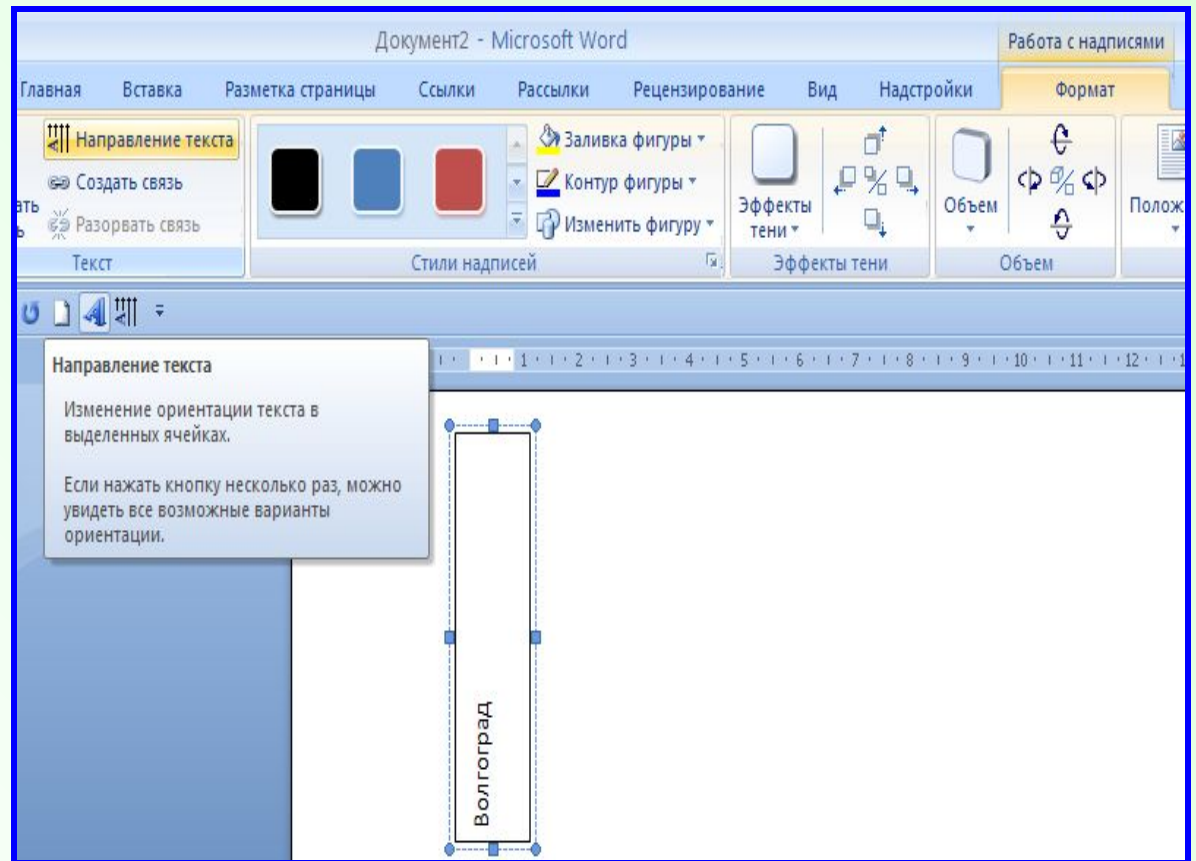 Документ2 - Microsoft Word
Работа с надписями
Главная Вставка Разметка страницы Ссылки Рассылки Рецензирование Вид Надстройки Формат
Направление текста
Создать связь
Разорвать связь
Текст
Заливка фигуры
Контур фигуры
Изменить фигуру
Стили надписей
Эффекты тени
Эффекты тени
Объем
Объем
Направление текста
Изменение ориентации текста в
выделенных ячейках.
Если нажать кнопку несколько раз, можно
увидеть все возможные варианты
ориентации.
1 2 3 4 5 6 7 8 9 10 11 12
Волгоград